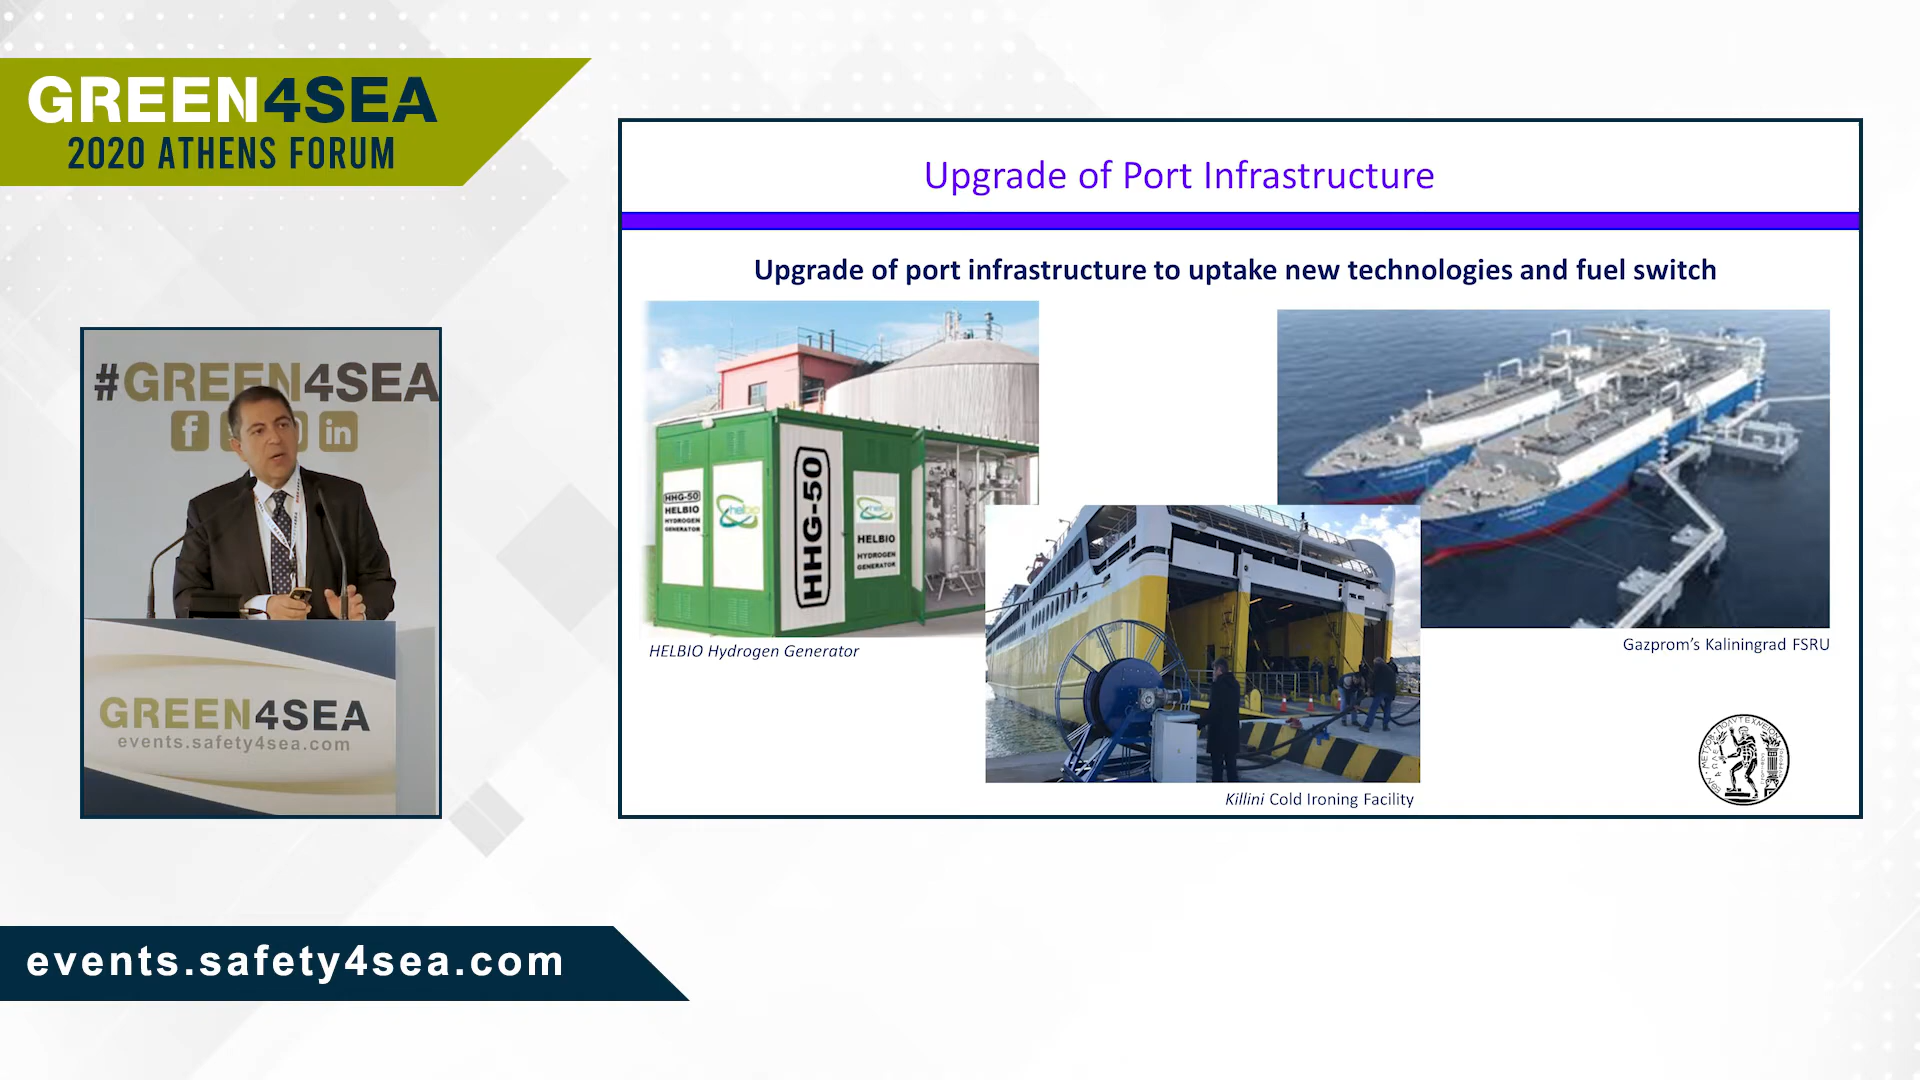 GREEN4SEA
2020 ATHENS FORUM
#GREEN4SEA
f
in
GREEN4SEA
events.safety4sea.com
events.safety4sea.com
Upgrade of Port Infrastructure
Upgrade of port infrastructure to uptake new technologies and fuel switch
HHG-50
HELBIO
HYDROGEN
GENERATOR
helbio
HHG-50
helbio
HELBIO
HYDROGEN
GENERATOR
HELBIO Hydrogen Generator
Gazprom's Kaliningrad FSRU
Killini Cold Ironing Facility